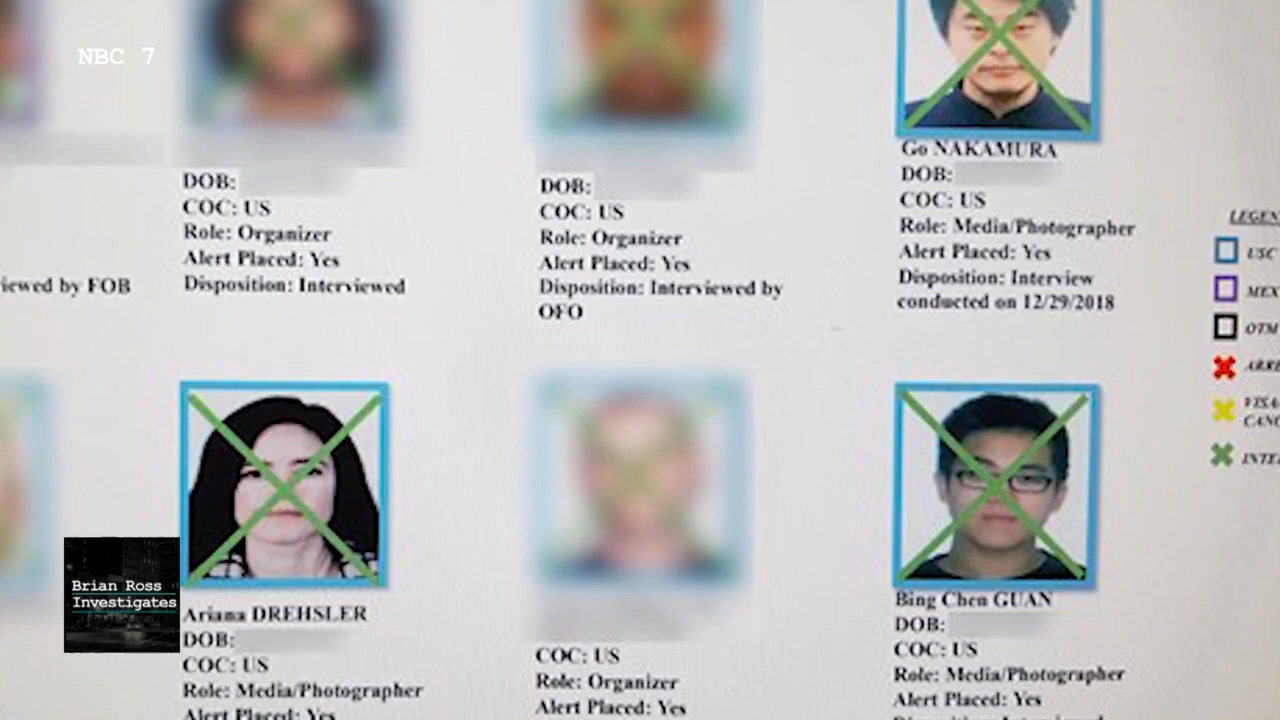 NBC 7
iewed by FOB
DOB:
COC: US
Role: Organizer
Alert Placed: Yes
Disposition: Interviewed
DOB:
COC: US
Role: Organizer
Alert Placed: Yes
Disposition: Interviewed by
OFO
Go NAKAMURA
DOB:
COC: US
Role: Media/Photographer
Alert Placed: Yes
Disposition: Interview
conducted on 12/29/2018
LEGEN
USC
MEX
OTM
ARRE
VISA
CANC
INTE
Brian Ross
Investigates
Ariana DREHSLER
DOB:
COC: US
Role: Media/Photographer
Alert Placed: Yes
COC: US
Role: Organizer
Alert Placed: Yes
Bing Chen GUAN
DOB:
COC: US
Role: Media/Photographer
Alert Placed: Yes